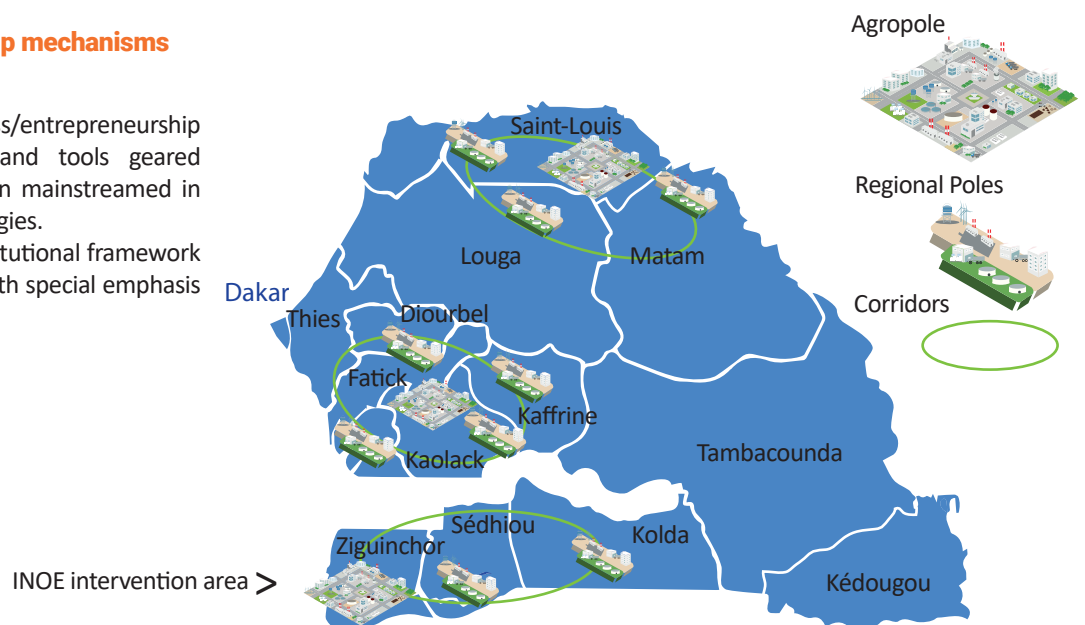 p mechanisms
ss/entrepreneurship
and tools geared
n mainstreamed in
gies.
tutional framework
th special emphasis
Agropole
Regional Poles
Corridors
Saint-Louis
Louga
Matam
Dakar
Thies
Diourbel
Fatick
Kaffrine
Kaolack
Tambacounda
Sédhiou
Kolda
Ziguinchor
Kédougou
INOE intervention area >